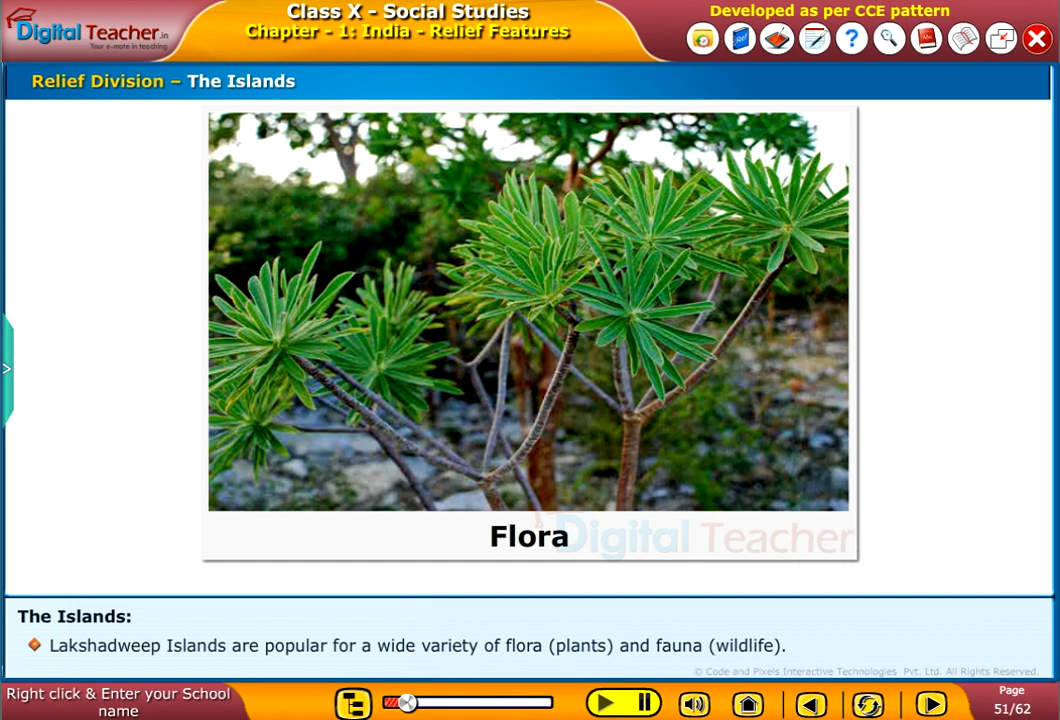 Digital Teacher.in
Your e-mate in teaching
Class X - Social Studies
Chapter - 1: India - Relief Features
Developed as per CCE pattern
Relief Division – The Islands
Flora
Digital Teacher
The Islands:
Lakshadweep Islands are popular for a wide variety of flora (plants) and fauna (wildlife).
© Code and Pixels Interactive Technologies Pvt. Ltd. All Rights Reserved.
Right click & Enter your School
name
Page
51/62